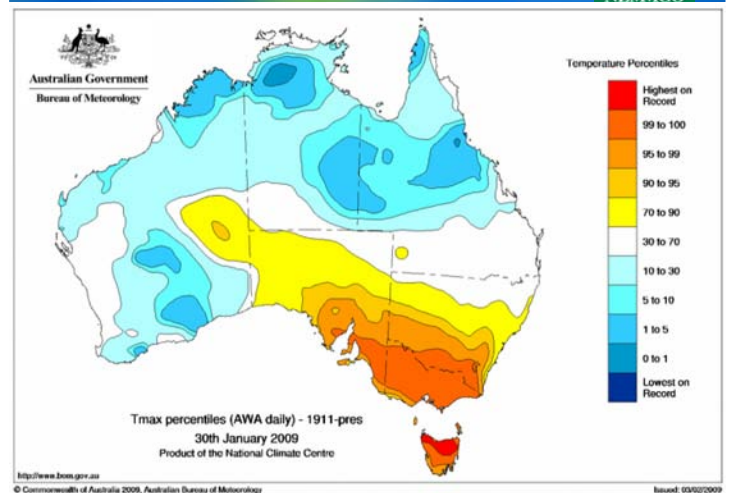 Australian Government
Bureau of Meteorology
Temperature Percentiles
Highest on
Record
99 to 100
95 to 99
90 to 95
70 to 90
30 to 70
10 to 30
5 to 10
1 to 5
0 to 1
Lowest on
Record
Tmax percentiles (AWA daily) - 1911-pres
30th January 2009
Product of the National Climate Centre
http://www.bom.gov.au
© Commonwealth of Australia 2009, Australian Bureau of Meteorology
Issued: 03/02/2009